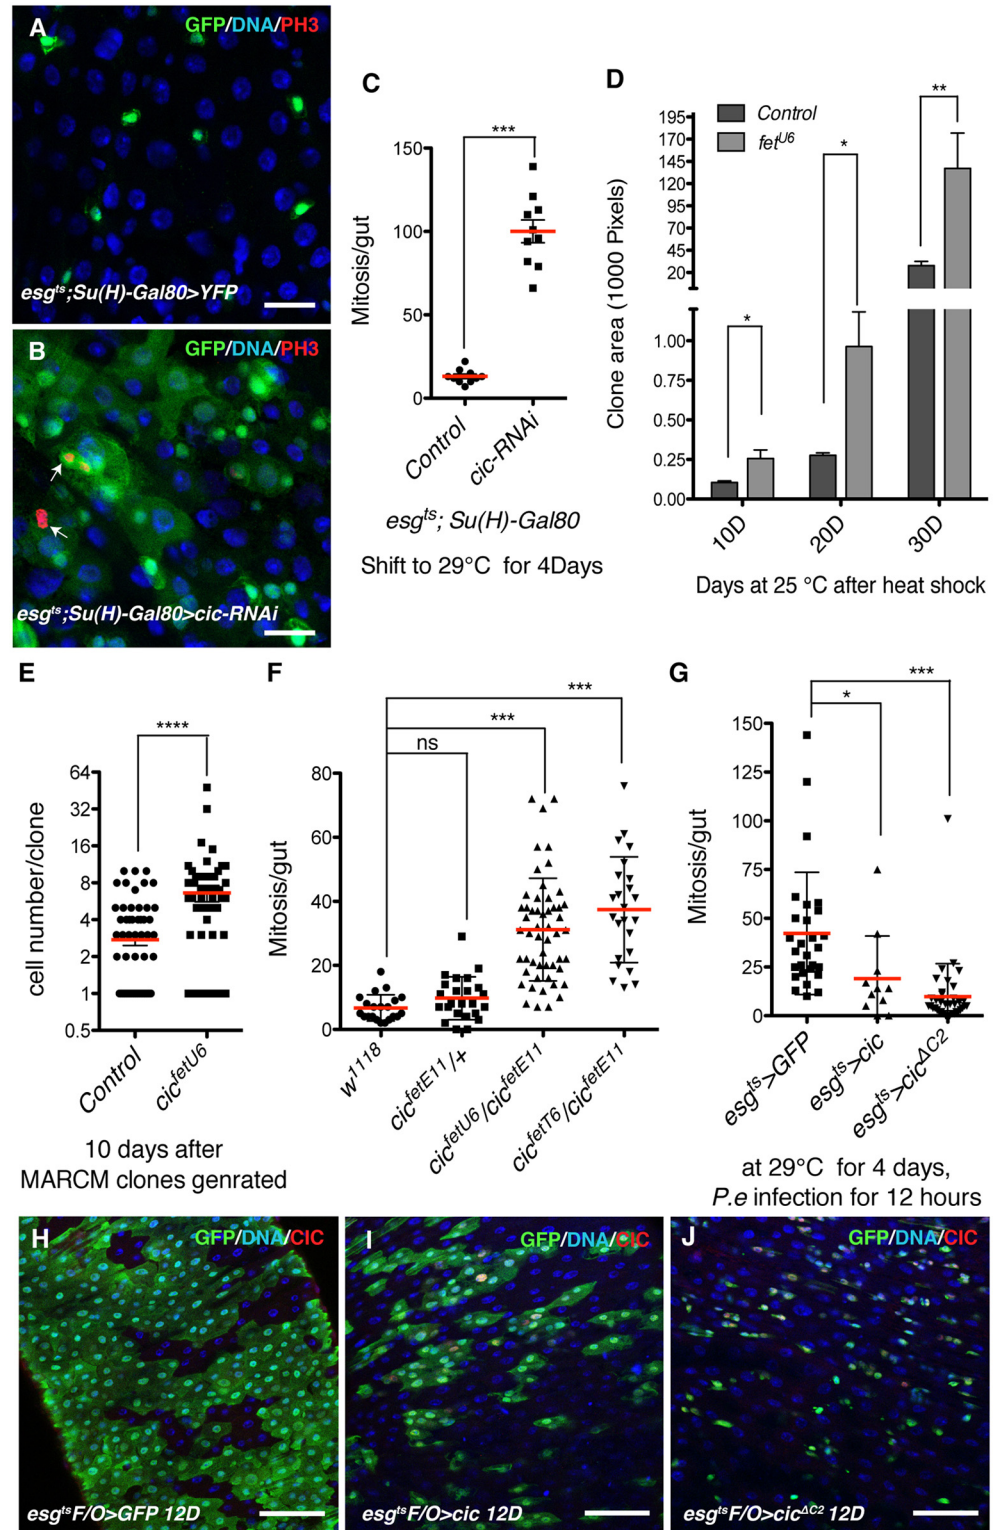 A
GFP/DNA/PH3
esgts;Su(H)-Gal80>YFP
B
GFP/DNA/PH3
esgts;Su(H)-Gal80>cic-RNAi
C
Mitosis/gut
150
100
50
0
***
Control
cic-RNAi
esgts; Su(H)-Gal80
Shift to 29°C for 4Days
D
Clone area (1000 Pixels)
195
170
145
120
95
70
45
20
1.00
0.75
0.50
0.25
0.00
Control
fetU6
*
*
**
10D
20D
30D
Days at 25 °C after heat shock
E
cell number/clone
64
32
16
8
4
2
1
0.5
****
Control
cicfetU6
10 days after
MARCM clones genrated
F
Mitosis/gut
80
60
40
20
0
ns
***
***
w1118
cicfetE11/+
cicfetU6/cicfetE11
cicfetT6/cicfetE11
G
Mitosis/gut
150
125
100
75
50
25
0
*
***
esgts>GFP
esgts>cic
esgts>cicΔC2
at 29°C for 4 days,
P.e infection for 12 hours
H
GFP/DNA/CIC
esgtsF/O>GFP 12D
I
GFP/DNA/CIC
esgtsF/O>cic 12D
J
GFP/DNA/CIC
esgtsF/O>cicΔC2 12D